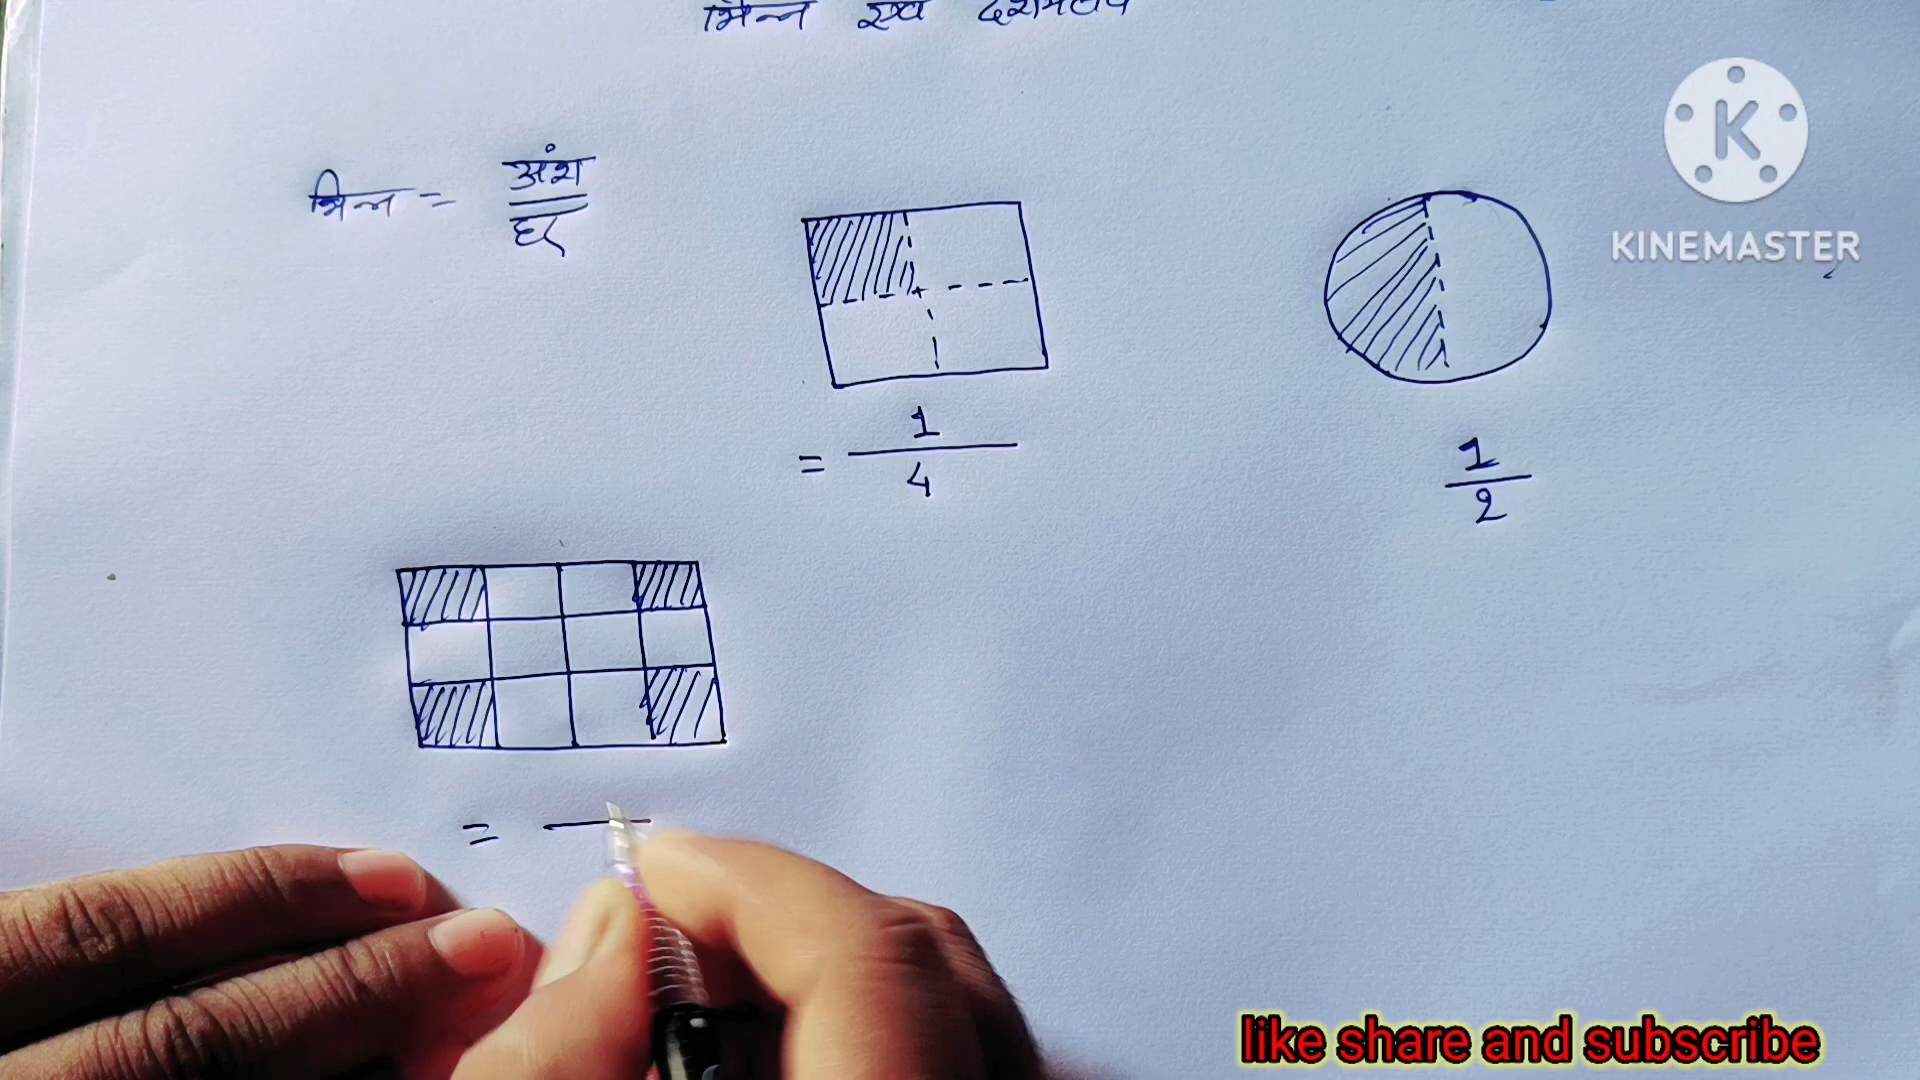 भिन्न एवं दशमलव
भिन्न = अंश
हर
= 1
4
1
2
=
KINEMASTER
like share and subscribe